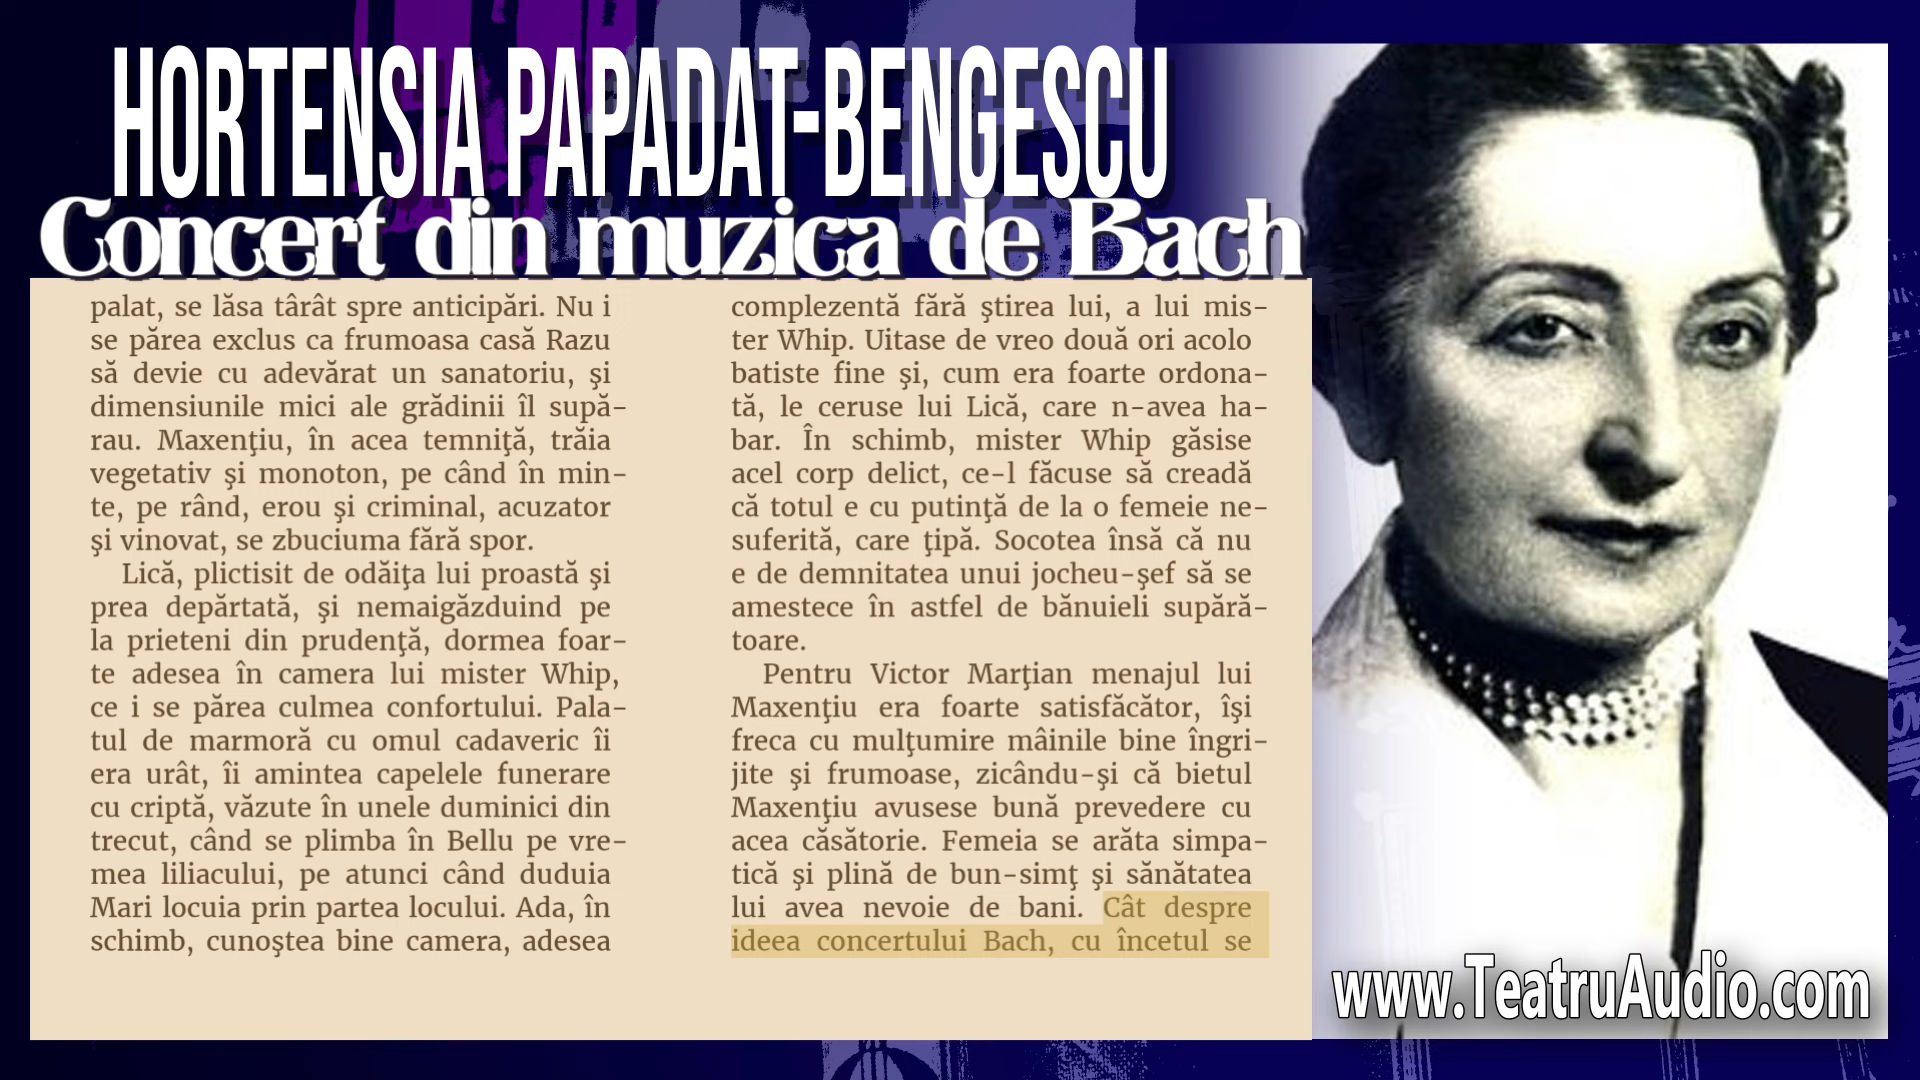 HORTENSIA PAPADAT-BENGESCU
Concert din muzica de Bach
palat, se lăsa târât spre anticipări. Nu i
se părea exclus ca frumoasa casă Razu
să devie cu adevărat un sanatoriu, şi
dimensiunile mici ale grădinii îl supă-
rau. Maxenţiu, în acea temniţă, trăia
vegetativ şi monoton, pe când în min-
te, pe rând, erou şi criminal, acuzator
şi vinovat, se zbuciuma fără spor.
Lică, plictisit de odăiţa lui proastă şi
prea depărtată, şi nemaigăzduind pe
la prieteni din prudenţă, dormea foar-
te adesea în camera lui mister Whip,
ce i se părea culmea confortului. Pala-
tul de marmoră cu omul cadaveric îi
era urât, îi amintea capelele funerare
cu criptă, văzute în unele duminici din
trecut, când se plimba în Bellu pe vre-
mea liliacului, pe atunci când duduia
Mari locuia prin partea locului. Ada, în
schimb, cunoştea bine camera, adesea
complezentă fără ştirea lui, a lui mis-
ter Whip. Uitase de vreo două ori acolo
batiste fine şi, cum era foarte ordona-
tă, le ceruse lui Lică, care n-avea ha-
bar. În schimb, mister Whip găsise
acel corp delict, ce-l făcuse să creadă
că totul e cu putinţă de la o femeie ne-
suferită, care ţipă. Socotea însă că nu
e de demnitatea unui jocheu-şef să se
amestece în astfel de bănuieli supără-
toare.
Pentru Victor Marţian menajul lui
Maxenţiu era foarte satisfăcător, îşi
freca cu mulţumire mâinile bine îngri-
jite şi frumoase, zicându-şi că bietul
Maxenţiu avusese bună prevedere cu
acea căsătorie. Femeia se arăta simpa-
tică şi plină de bun-simţ şi sănătatea
lui avea nevoie de bani. Cât despre
ideea concertului Bach, cu încetul se
www.TeatruAudio.com